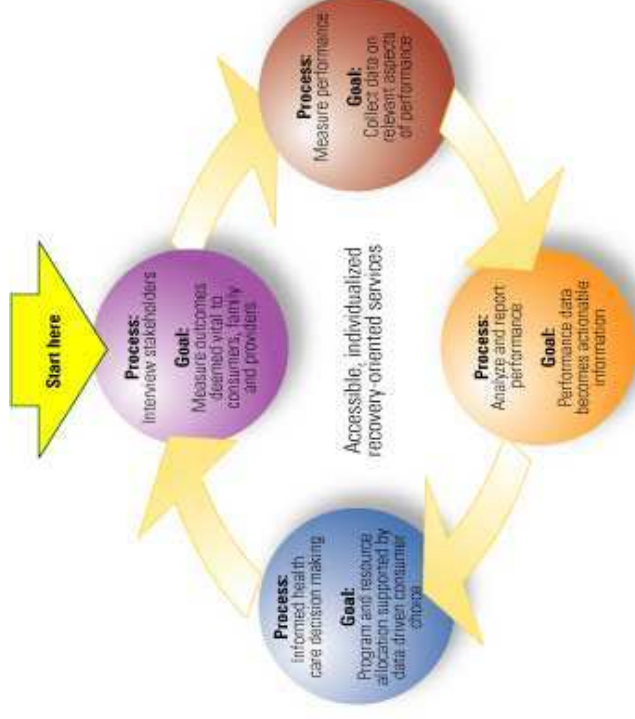 Start here
Process:
Interview stakeholders
Goal:
Measure outcomes
deemed vital to
consumers, family
and providers
Process:
Measure performance
Goal:
Collect data on
relevant aspects
of performance
Process:
Analyze and report
performance
Goal:
Performance data
becomes actionable
information
Process:
Informed health
care decision making
Goal:
Program and resource
allocation supported by
data driven consumer
choice
Accessible, individualized
recovery-oriented services